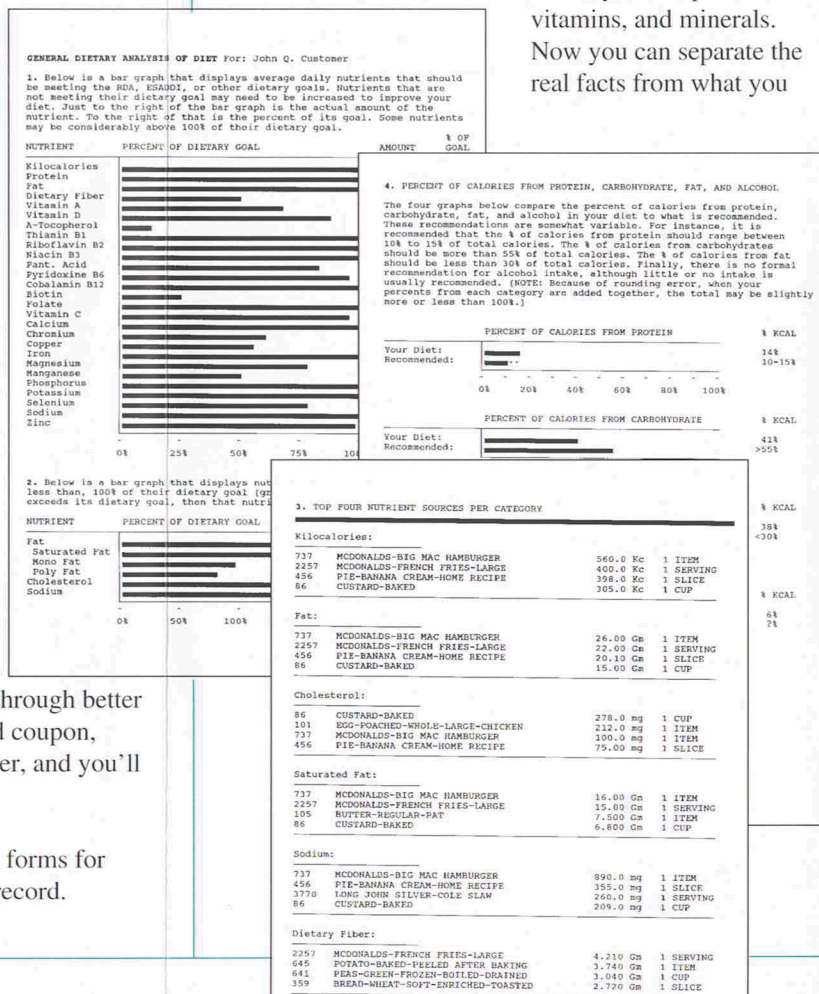 vitamins, and minerals.
Now you can separate the
real facts from what you
GENERAL DIETARY ANALYSIS OF DIET For: John Q. Customer
1. Below is a bar graph that displays average daily nutrients that should
be meeting the RDA, ESADDI, or other dietary goals. Nutrients that are
not meeting their dietary goal may need to be increased to improve your
diet. Just to the right of the bar graph is the actual amount of the
nutrient. To the right of that is the percent of its goal. Some nutrients
may be considerably above 100% of their dietary goal.
% OF
NUTRIENT PERCENT OF DIETARY GOAL AMOUNT GOAL
Kilocalories
Protein
Fat
Dietary Fiber
Vitamin A
Vitamin D
A-Tocopherol
Thiamin B1
Riboflavin B2
Niacin B3
Pant. Acid
Pyridoxine B6
Cobalamin B12
Biotin
Folate
Vitamin C
Calcium
Chromium
Copper
Iron
Magnesium
Manganese
Phosphorus
Potassium
Selenium
Sodium
Zinc
0% 25% 50% 75% 10
2. Below is a bar graph that displays nut
less than, 100% of their dietary goal (gr
exceeds its dietary goal, then that nutri
NUTRIENT PERCENT OF DIETARY GOAL
Fat
Saturated Fat
Mono Fat
Poly Fat
Cholesterol
Sodium
0% 50% 100%
4. PERCENT OF CALORIES FROM PROTEIN, CARBOHYDRATE, FAT, AND ALCOHOL
The four graphs below compare the percent of calories from protein,
carbohydrate, fat, and alcohol in your diet to what is recommended.
These recommendations are somewhat variable. For instance, it is
recommended that the % of calories from protein should range between
10% to 15% of total calories. The % of calories from carbohydrates
should be more than 55% of total calories. The % of calories from fat
should be less than 30% of total calories. Finally, there is no formal
recommendation for alcohol intake, although little or no intake is
usually recommended. (NOTE: Because of rounding error, when your
percents from each category are added together, the total may be slightly
more or less than 100%.)
PERCENT OF CALORIES FROM PROTEIN % KCAL
Your Diet: 14%
Recommended: 10-15%
0% 20% 40% 60% 80% 100%
PERCENT OF CALORIES FROM CARBOHYDRATE % KCAL
Your Diet: 41%
Recommended: >55%
% KCAL
38%
<30%
% KCAL
6%
?%
3. TOP FOUR NUTRIENT SOURCES PER CATEGORY
Kilocalories:
737 MCDONALDS-BIG MAC HAMBURGER 560.0 Kc 1 ITEM
2257 MCDONALDS-FRENCH FRIES-LARGE 400.0 Kc 1 SERVING
456 PIE-BANANA CREAM-HOME RECIPE 398.0 Kc 1 SLICE
86 CUSTARD-BAKED 305.0 Kc 1 CUP
Fat:
737 MCDONALDS-BIG MAC HAMBURGER 26.00 Gm 1 ITEM
2257 MCDONALDS-FRENCH FRIES-LARGE 22.00 Gm 1 SERVING
456 PIE-BANANA CREAM-HOME RECIPE 20.10 Gm 1 SLICE
86 CUSTARD-BAKED 15.00 Gm 1 CUP
Cholesterol:
86 CUSTARD-BAKED 278.0 mg 1 CUP
101 EGG-POACHED-WHOLE-LARGE-CHICKEN 212.0 mg 1 ITEM
737 MCDONALDS-BIG MAC HAMBURGER 100.0 mg 1 ITEM
456 PIE-BANANA CREAM-HOME RECIPE 75.00 mg 1 SLICE
Saturated Fat:
737 MCDONALDS-BIG MAC HAMBURGER 16.00 Gm 1 ITEM
2257 MCDONALDS-FRENCH FRIES-LARGE 15.00 Gm 1 SERVING
105 BUTTER-REGULAR-PAT 7.500 Gm 1 ITEM
86 CUSTARD-BAKED 6.800 Gm 1 CUP
Sodium:
737 MCDONALDS-BIG MAC HAMBURGER 890.0 mg 1 ITEM
456 PIE-BANANA CREAM-HOME RECIPE 355.0 mg 1 SLICE
3770 LONG JOHN SILVER-COLE SLAW 260.0 mg 1 SERVING
86 CUSTARD-BAKED 209.0 mg 1 CUP
Dietary Fiber:
2257 MCDONALDS-FRENCH FRIES-LARGE 4.210 Gm 1 SERVING
645 POTATO-BAKED-PEELED AFTER BAKING 3.740 Gm 1 ITEM
641 PEAS-GREEN-FROZEN-BOILED-DRAINED 3.040 Gm 1 CUP
359 BREAD-WHEAT-SOFT-ENRICHED-TOASTED 2.720 Gm 1 SLICE
hrough better
d coupon,
er, and you'll
forms for
ecord.